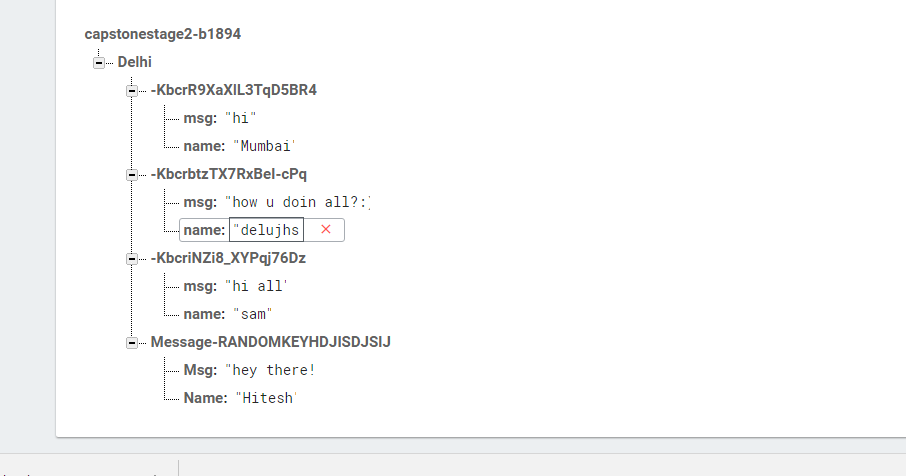 capstonestage2-b1894
Delhi
-KbcrR9XaXIL3TqD5BR4
msg: "hi"
name: "Mumbai'
-KbcrbtzTX7RxBeI-cPq
msg: "how u doin all?:)
name: "delujhs
-KbcriNZi8_XYPqj76Dz
msg: "hi all'
name: "sam"
Message-RANDOMKEYHDJISDJSIJ
Msg: "hey there!
Name: "Hitesh'